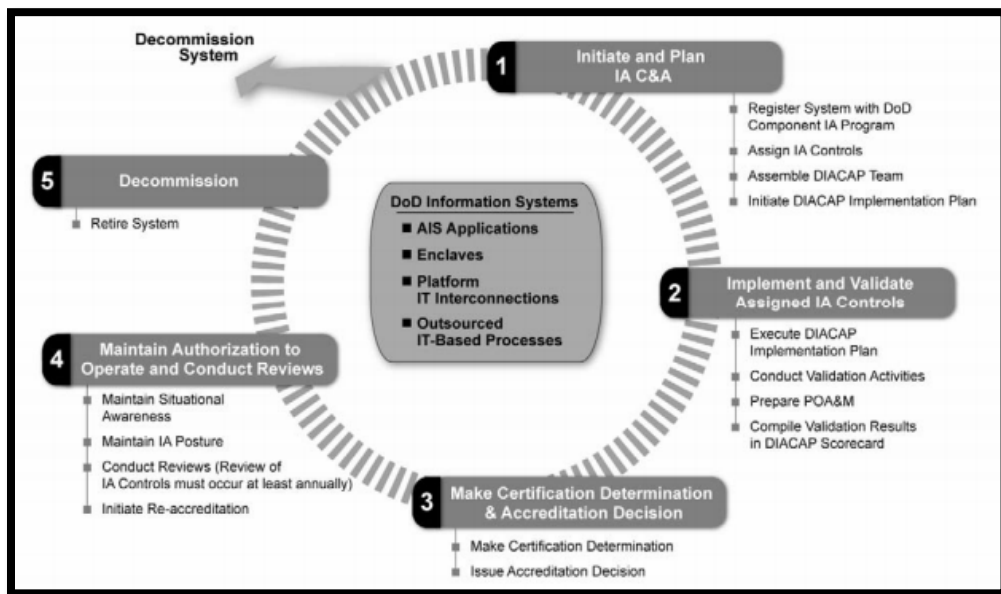 Decommission
System
1
Initiate and Plan
IA C&A
Register System with DoD
Component IA Program
Assign IA Controls
Assemble DIACAP Team
Initiate DIACAP Implementation Plan
2
Implement and Validate
Assigned IA Controls
Execute DIACAP
Implementation Plan
Conduct Validation Activities
Prepare POA&M
Compile Validation Results
in DIACAP Scorecard
3
Make Certification Determination
& Accreditation Decision
Make Certification Determination
Issue Accreditation Decision
4
Maintain Authorization to
Operate and Conduct Reviews
Maintain Situational
Awareness
Maintain IA Posture
Conduct Reviews (Review of
IA Controls must occur at least annually)
Initiate Re-accreditation
5
Decommission
Retire System
DoD Information Systems
AIS Applications
Enclaves
Platform
IT Interconnections
Outsourced
IT-Based Processes